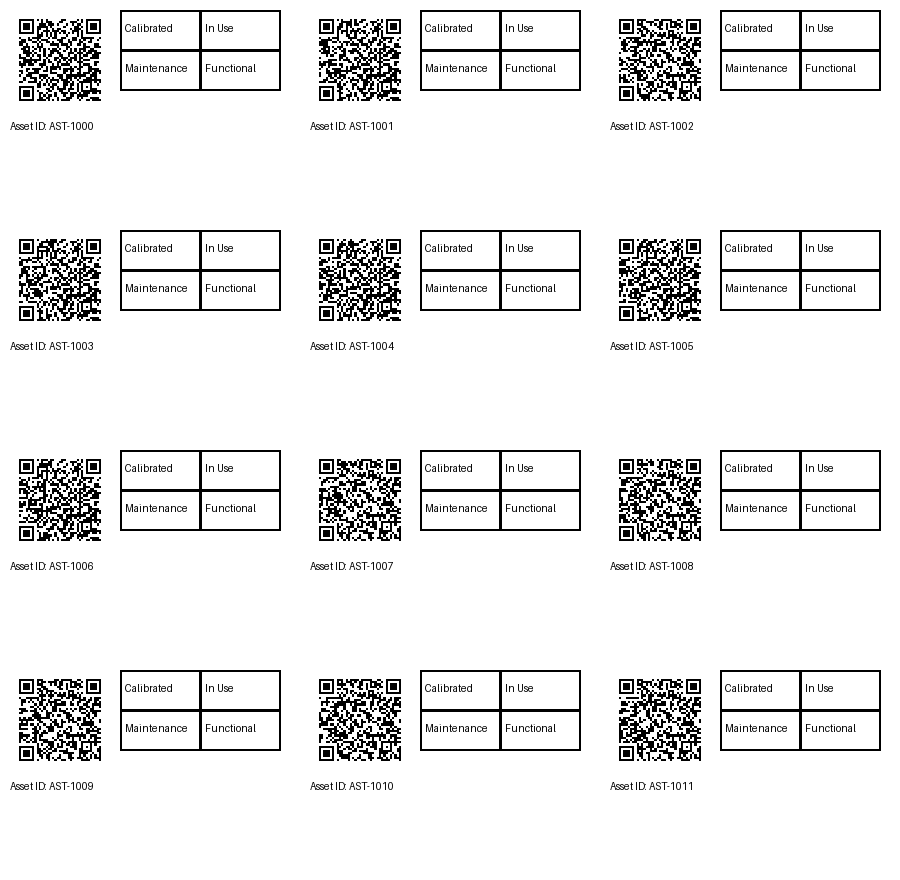 Calibrated In Use Calibrated In Use Calibrated In Use
Maintenance Functional Maintenance Functional Maintenance Functional
Asset ID: AST-1000 Asset ID: AST-1001 Asset ID: AST-1002
Calibrated In Use Calibrated In Use Calibrated In Use
Maintenance Functional Maintenance Functional Maintenance Functional
Asset ID: AST-1003 Asset ID: AST-1004 Asset ID: AST-1005
Calibrated In Use Calibrated In Use Calibrated In Use
Maintenance Functional Maintenance Functional Maintenance Functional
Asset ID: AST-1006 Asset ID: AST-1007 Asset ID: AST-1008
Calibrated In Use Calibrated In Use Calibrated In Use
Maintenance Functional Maintenance Functional Maintenance Functional
Asset ID: AST-1009 Asset ID: AST-1010 Asset ID: AST-1011